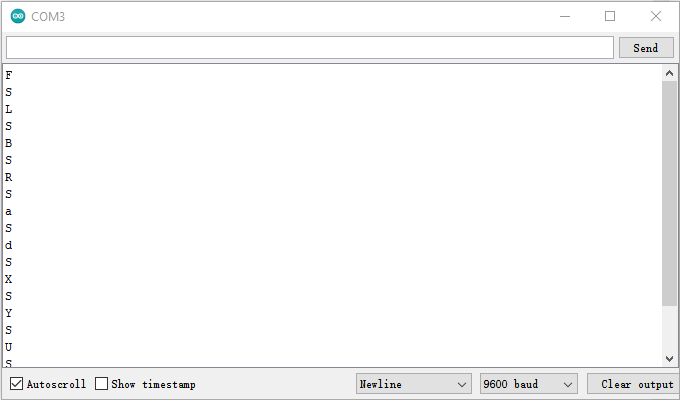 COM3
Send
F
S
L
S
B
S
R
S
a
S
d
S
X
S
Y
S
U
S
Autoscroll Show timestamp Newline 9600 baud Clear output